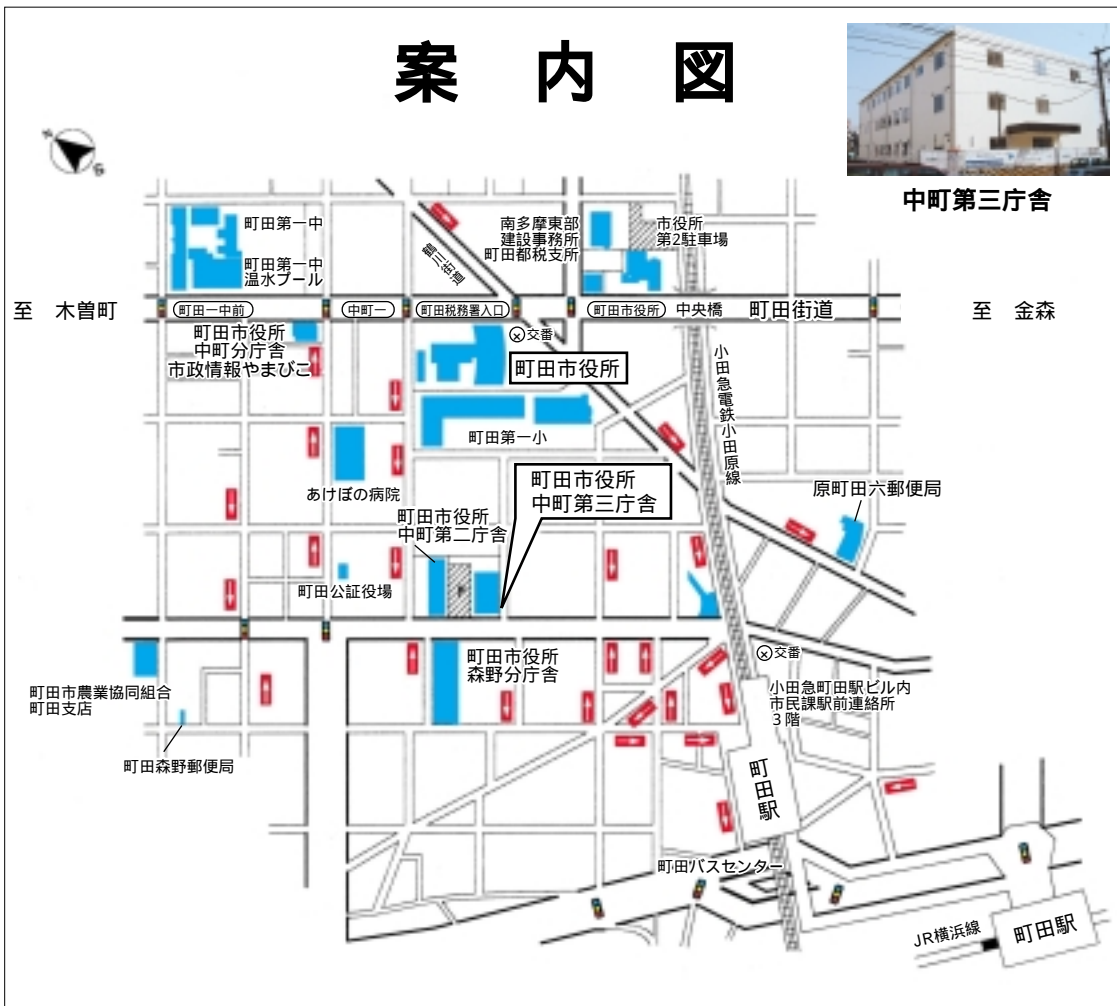 案内図
中町第三庁舎
町田第一中
町田第一中
温水プール
鶴川街道
南多摩東部
建設事務所
町田都税支所
市役所
第2駐車場
至 木曽町
町田一中前
中町一
町田税務署入口
町田市役所
中央橋
町田街道
至 金森
町田市役所
中町分庁舎
市政情報やまびこ
交番
町田市役所
小田急電鉄小田原線
町田第一小
あけぼの病院
町田市役所
中町第三庁舎
原町田六郵便局
町田市役所
中町第二庁舎
町田公証役場
町田市役所
森野分庁舎
交番
町田市農業協同組合
町田支店
小田急町田駅ビル内
市民課駅前連絡所
3階
町田森野郵便局
町田駅
町田バスセンター
JR横浜線
町田駅